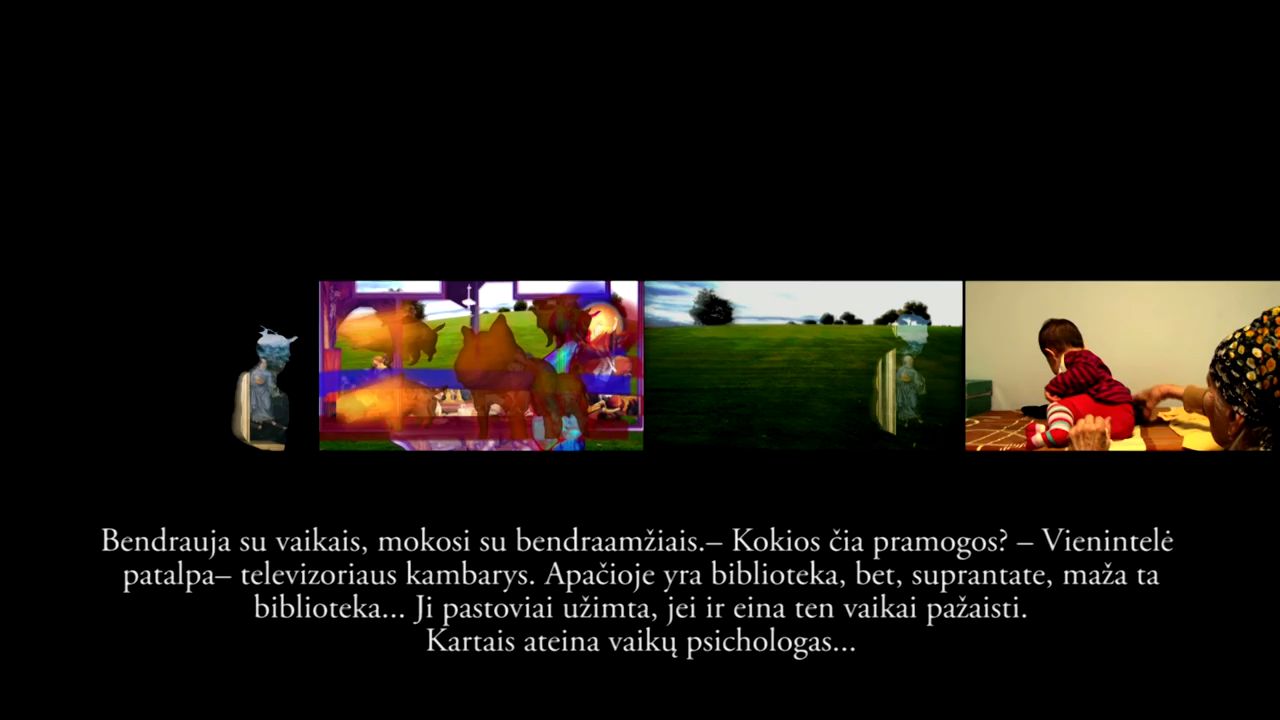 Bendrauja su vaikais, mokosi su bendraamžiais.– Kokios čia pramogos? – Vienintelė
patalpa– televizoriaus kambarys. Apačioje yra biblioteka, bet, suprantate, maža ta
biblioteka... Ji pastoviai užimta, jei ir eina ten vaikai pažaisti.
Kartais ateina vaikų psichologas...